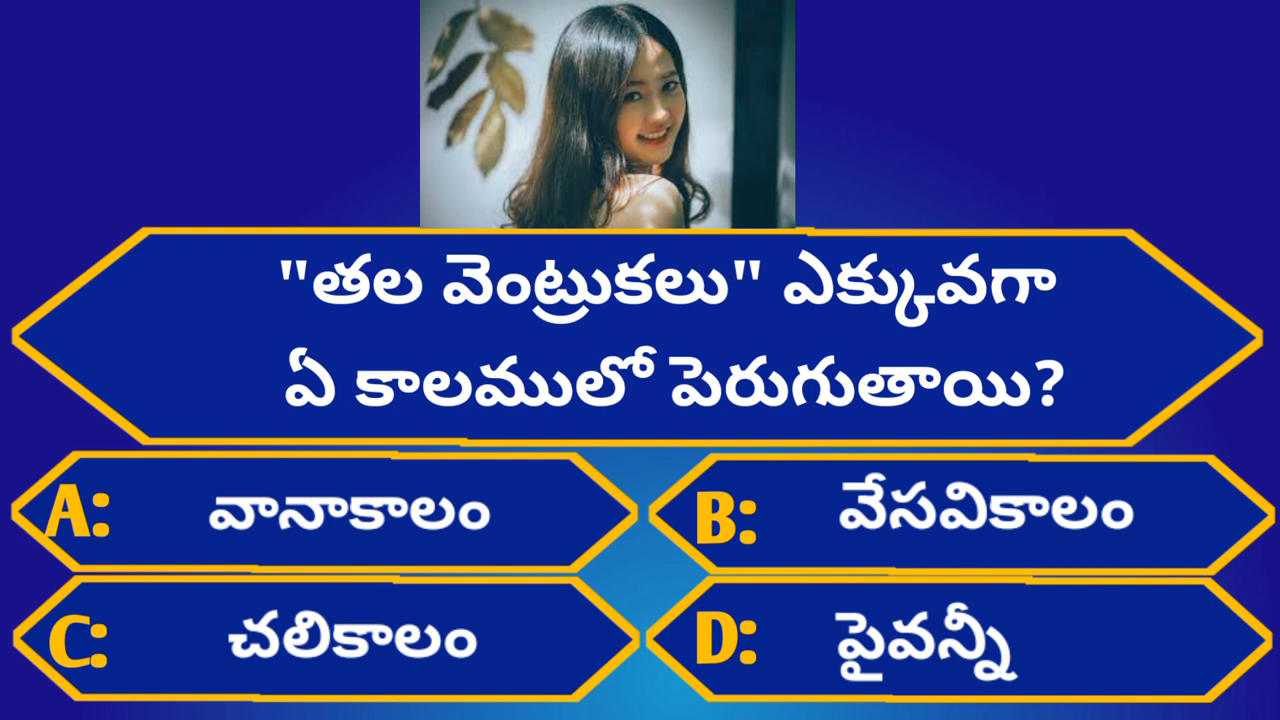 "తల వెంట్రుకలు" ఎక్కువగా
ఏ కాలములో పెరుగుతాయి?
A: వానాకాలం
B: వేసవికాలం
C: చలికాలం
D: పైవన్నీ